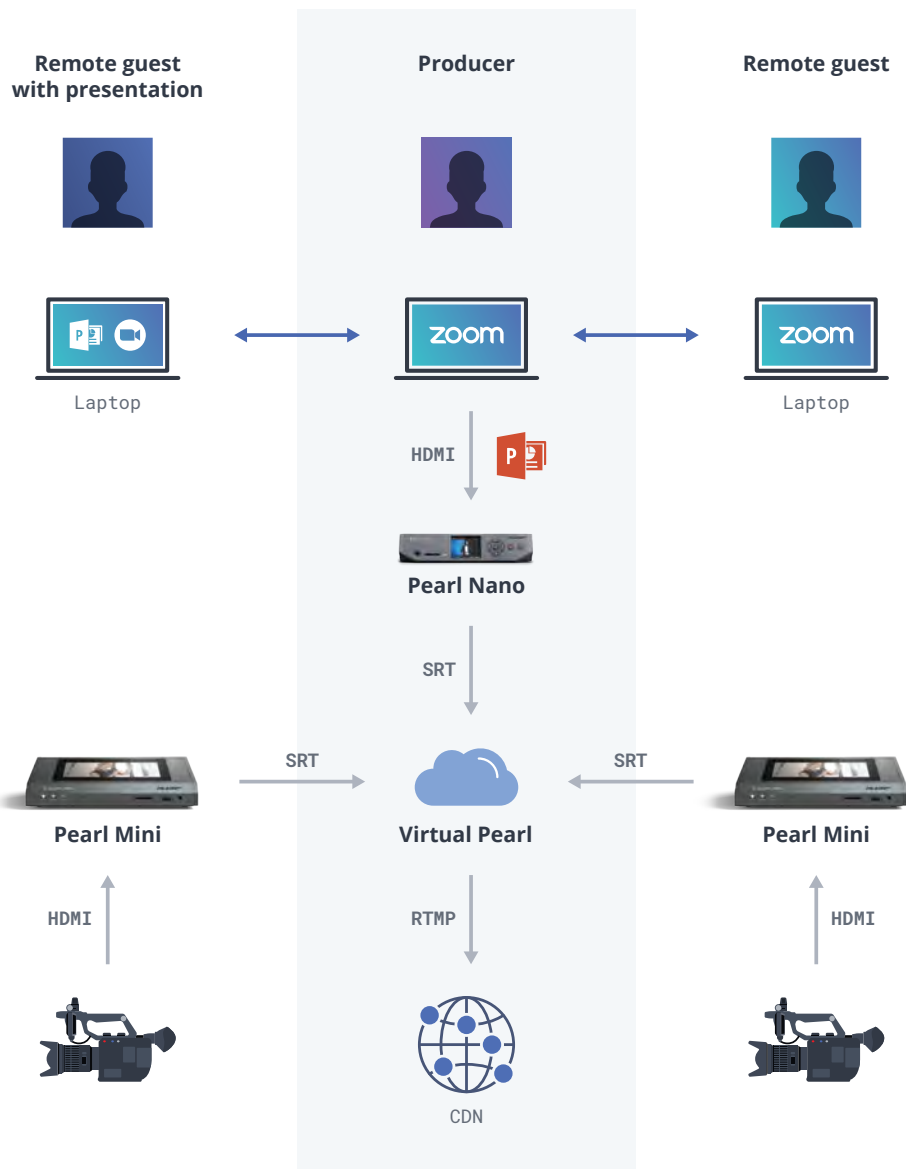 Remote guest
with presentation
Producer
Remote guest
P
zoom
zoom
Laptop
Laptop
HDMI
P
Pearl Nano
SRT
SRT
SRT
Pearl Mini
Virtual Pearl
Pearl Mini
HDMI
RTMP
HDMI
CDN